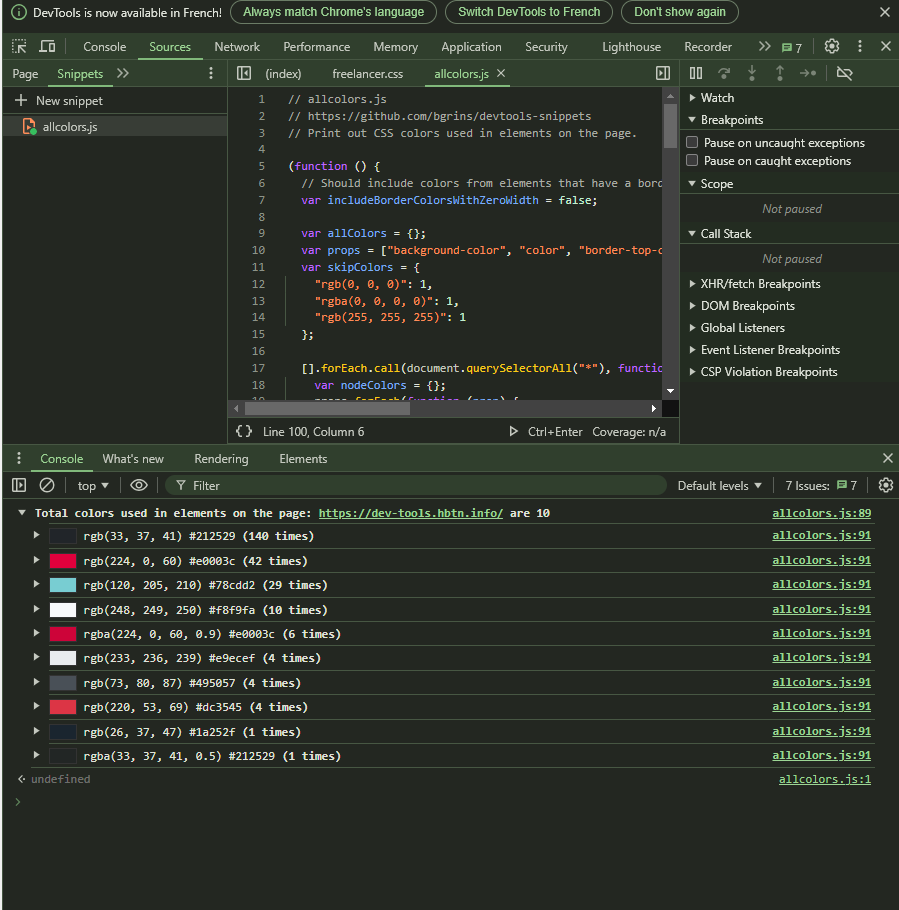 DevTools is now available in French! Always match Chrome's language Switch DevTools to French Don't show again
Console Sources Network Performance Memory Application Security Lighthouse Recorder 7
Page Snippets
(index) freelancer.css allcolors.js
New snippet
allcolors.js
1 // allcolors.js
2 // https://github.com/bgrins/devtools-snippets
3 // Print out CSS colors used in elements on the page.
4
5 (function () {
6 // Should include colors from elements that have a bord
7 var includeBorderColorsWithZeroWidth = false;
8
9 var allColors = {};
10 var props = ["background-color", "color", "border-top-c
11 var skipColors = {
12 "rgb(0, 0, 0)": 1,
13 "rgba(0, 0, 0, 0)": 1,
14 "rgb(255, 255, 255)": 1
15 };
16
17 [].forEach.call(document.querySelectorAll("*"), functio
18 var nodeColors = {};
19 props.forEach(function (prop) {
{} Line 100, Column 6 Ctrl+Enter Coverage: n/a
Watch
Breakpoints
Pause on uncaught exceptions
Pause on caught exceptions
Scope
Not paused
Call Stack
Not paused
XHR/fetch Breakpoints
DOM Breakpoints
Global Listeners
Event Listener Breakpoints
CSP Violation Breakpoints
Console What's new Rendering Elements
top Filter Default levels 7 Issues: 7
Total colors used in elements on the page: https://dev-tools.hbtn.info/ are 10 allcolors.js:89
rgb(33, 37, 41) #212529 (140 times) allcolors.js:91
rgb(224, 0, 60) #e0003c (42 times) allcolors.js:91
rgb(120, 205, 210) #78cdd2 (29 times) allcolors.js:91
rgb(248, 249, 250) #f8f9fa (10 times) allcolors.js:91
rgba(224, 0, 60, 0.9) #e0003c (6 times) allcolors.js:91
rgb(233, 236, 239) #e9ecef (4 times) allcolors.js:91
rgb(73, 80, 87) #495057 (4 times) allcolors.js:91
rgb(220, 53, 69) #dc3545 (4 times) allcolors.js:91
rgb(26, 37, 47) #1a252f (1 times) allcolors.js:91
rgba(33, 37, 41, 0.5) #212529 (1 times) allcolors.js:91
undefined allcolors.js:1